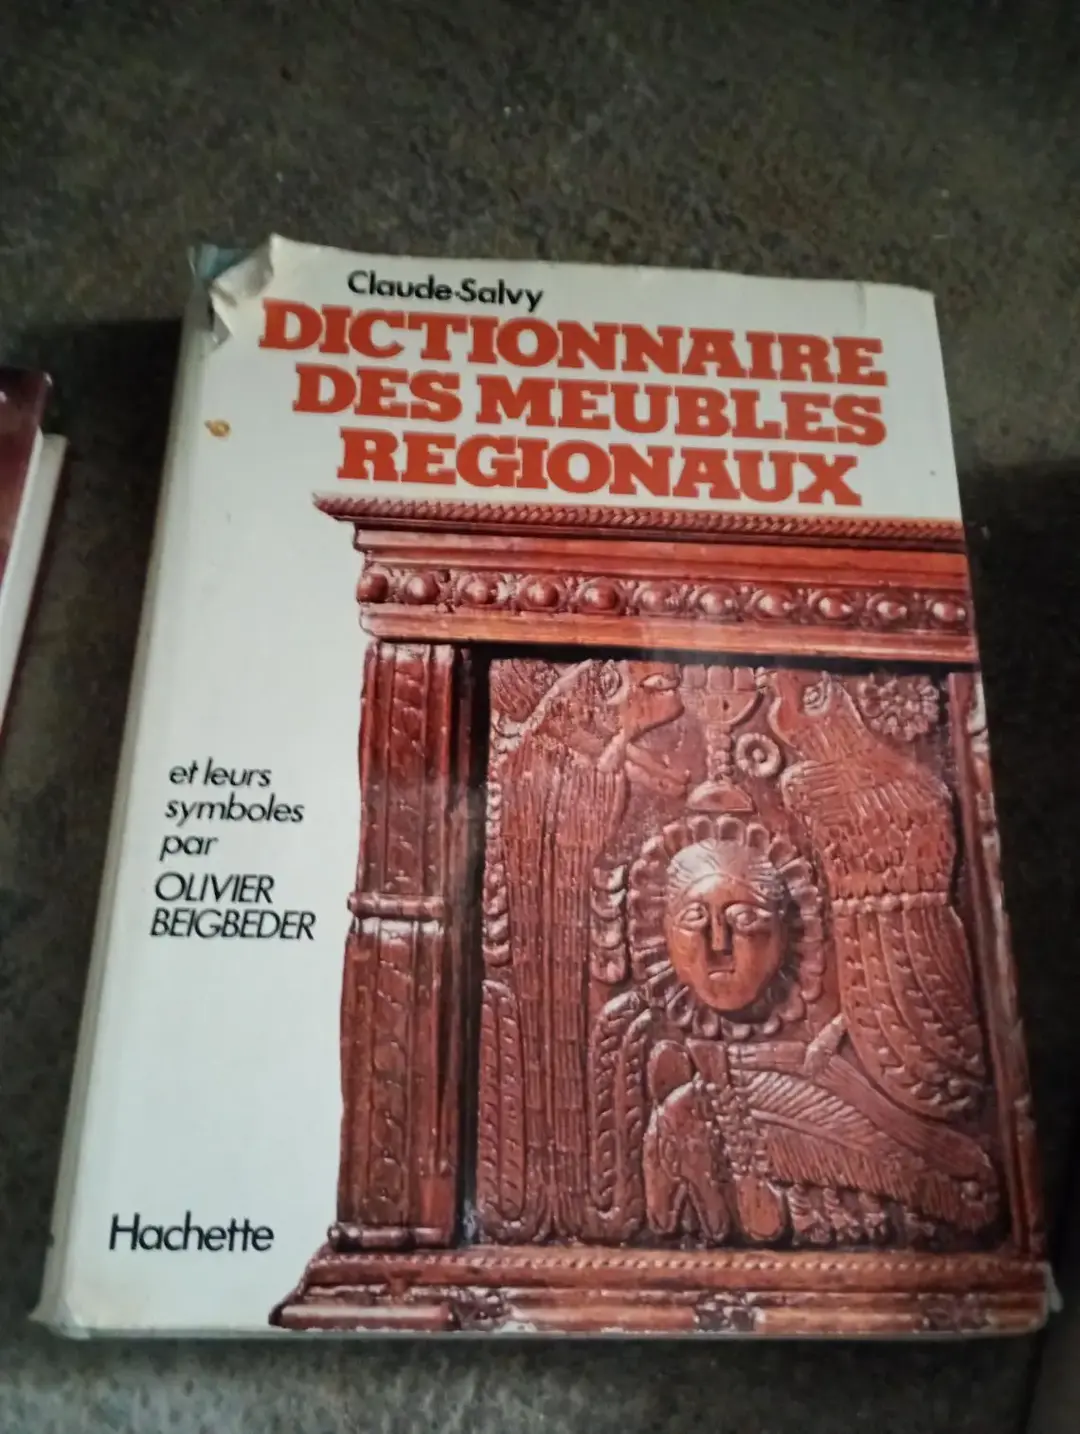 Claude-Salvy
DICTIONNAIRE
DES MEUBLES
REGIONAUX
et leurs
symboles
par
OLIVIER
BEIGBEDER
Hachette